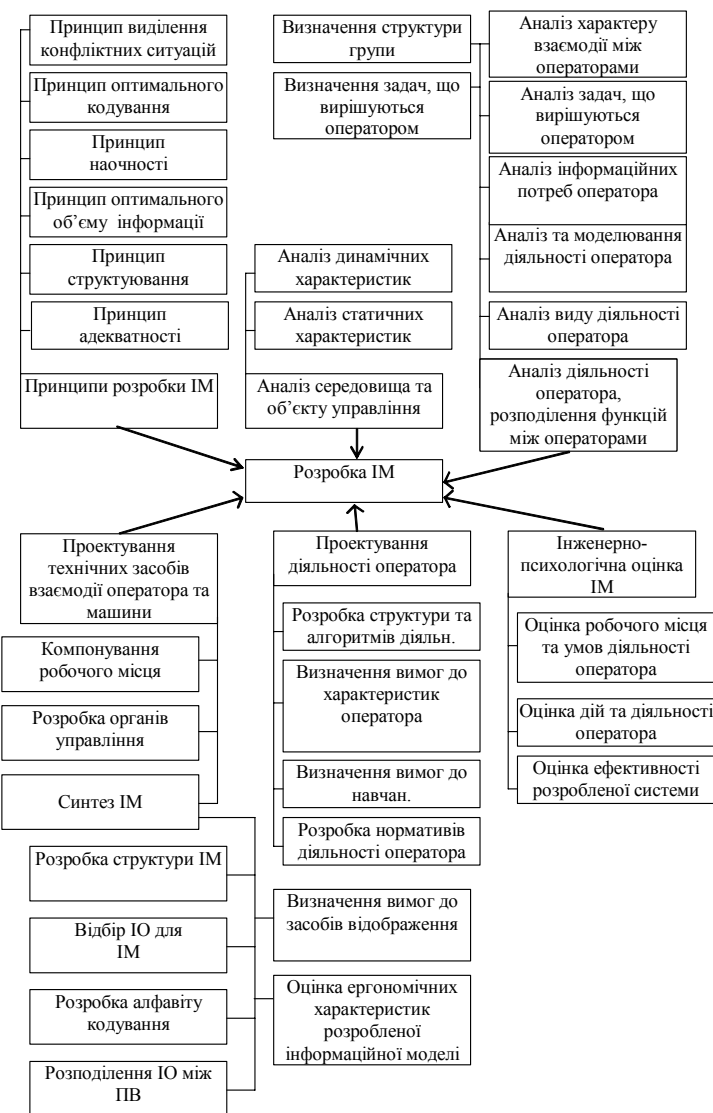 Принцип виділення
конфліктних ситуацій
Принцип оптимального
кодування
Принцип
наочності
Принцип оптимального
об’єму інформації
Принцип
структуювання
Принцип
адекватності
Принципи розробки ІМ
Визначення структури
групи
Визначення задач, що
вирішуються
оператором
Аналіз динамічних
характеристик
Аналіз статичних
характеристик
Аналіз середовища та
об’єкту управління
Аналіз характеру
взаємодії між
операторами
Аналіз задач, що
вирішуються
оператором
Аналіз інформаційних
потреб оператора
Аналіз та моделювання
діяльності оператора
Аналіз виду діяльності
оператора
Аналіз діяльності
оператора,
розподілення функцій
між операторами
Розробка ІМ
Проектування
технічних засобів
взаємодії оператора та
машини
Компонування
робочого місця
Розробка органів
управління
Синтез ІМ
Розробка структури ІМ
Відбір ІО для
ІМ
Розробка алфавіту
кодування
Розподілення ІО між
ПВ
Проектування
діяльності оператора
Розробка структури та
алгоритмів діяльн.
Визначення вимог до
характеристик
оператора
Визначення вимог до
навчан.
Розробка нормативів
діяльності оператора
Визначення вимог до
засобів відображення
Оцінка ергономічних
характеристик
розробленої
інформаційної моделі
Інженерно-
психологічна оцінка
ІМ
Оцінка робочого місця
та умов діяльності
оператора
Оцінка дій та діяльності
оператора
Оцінка ефективності
розробленої системи